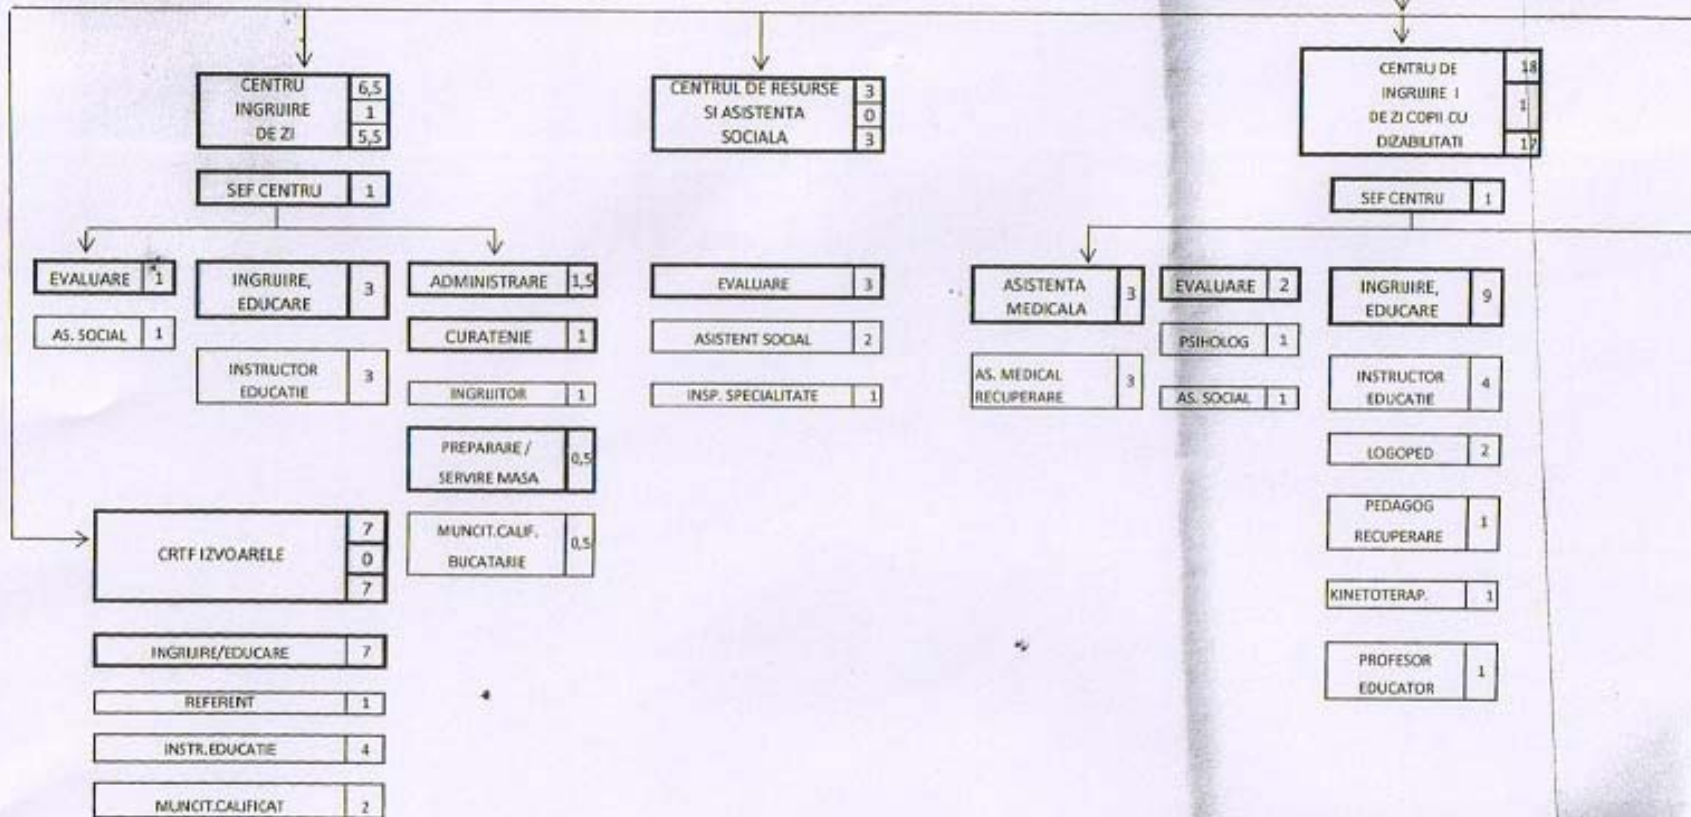 CENTRU 6,5
INGRIJIRE 1
DE ZI 5,5
SEF CENTRU 1
EVALUARE 1
AS. SOCIAL 1
INGRIJIRE, 3
EDUCARE
INSTRUCTOR 3
EDUCATIE
ADMINISTRARE 1,5
CURATENIE 1
INGRIJITOR 1
PREPARARE / 0,5
SERVIRE MASA
MUNCIT.CALIF. 0,5
BUCATARIE
CRTF IZVOARELE 7
0
7
INGRIJIRE/EDUCARE 7
REFERENT 1
INSTR.EDUCATIE 4
MUNCIT.CALIFICAT 2
CENTRUL DE RESURSE 3
SI ASISTENTA 0
SOCIALA 3
EVALUARE 3
ASISTENT SOCIAL 2
INSP. SPECIALITATE 1
CENTRU DE 18
INGRIJIRE I 1
DE ZI COPII CU
DIZABILITATI 17
SEF CENTRU 1
ASISTENTA 3
MEDICALA
AS. MEDICAL 3
RECUPERARE
EVALUARE 2
PSIHOLOG 1
AS. SOCIAL 1
INGRIJIRE, 9
EDUCARE
INSTRUCTOR 4
EDUCATIE
LOGOPED 2
PEDAGOG 1
RECUPERARE
KINETOTERAP. 1
PROFESOR 1
EDUCATOR